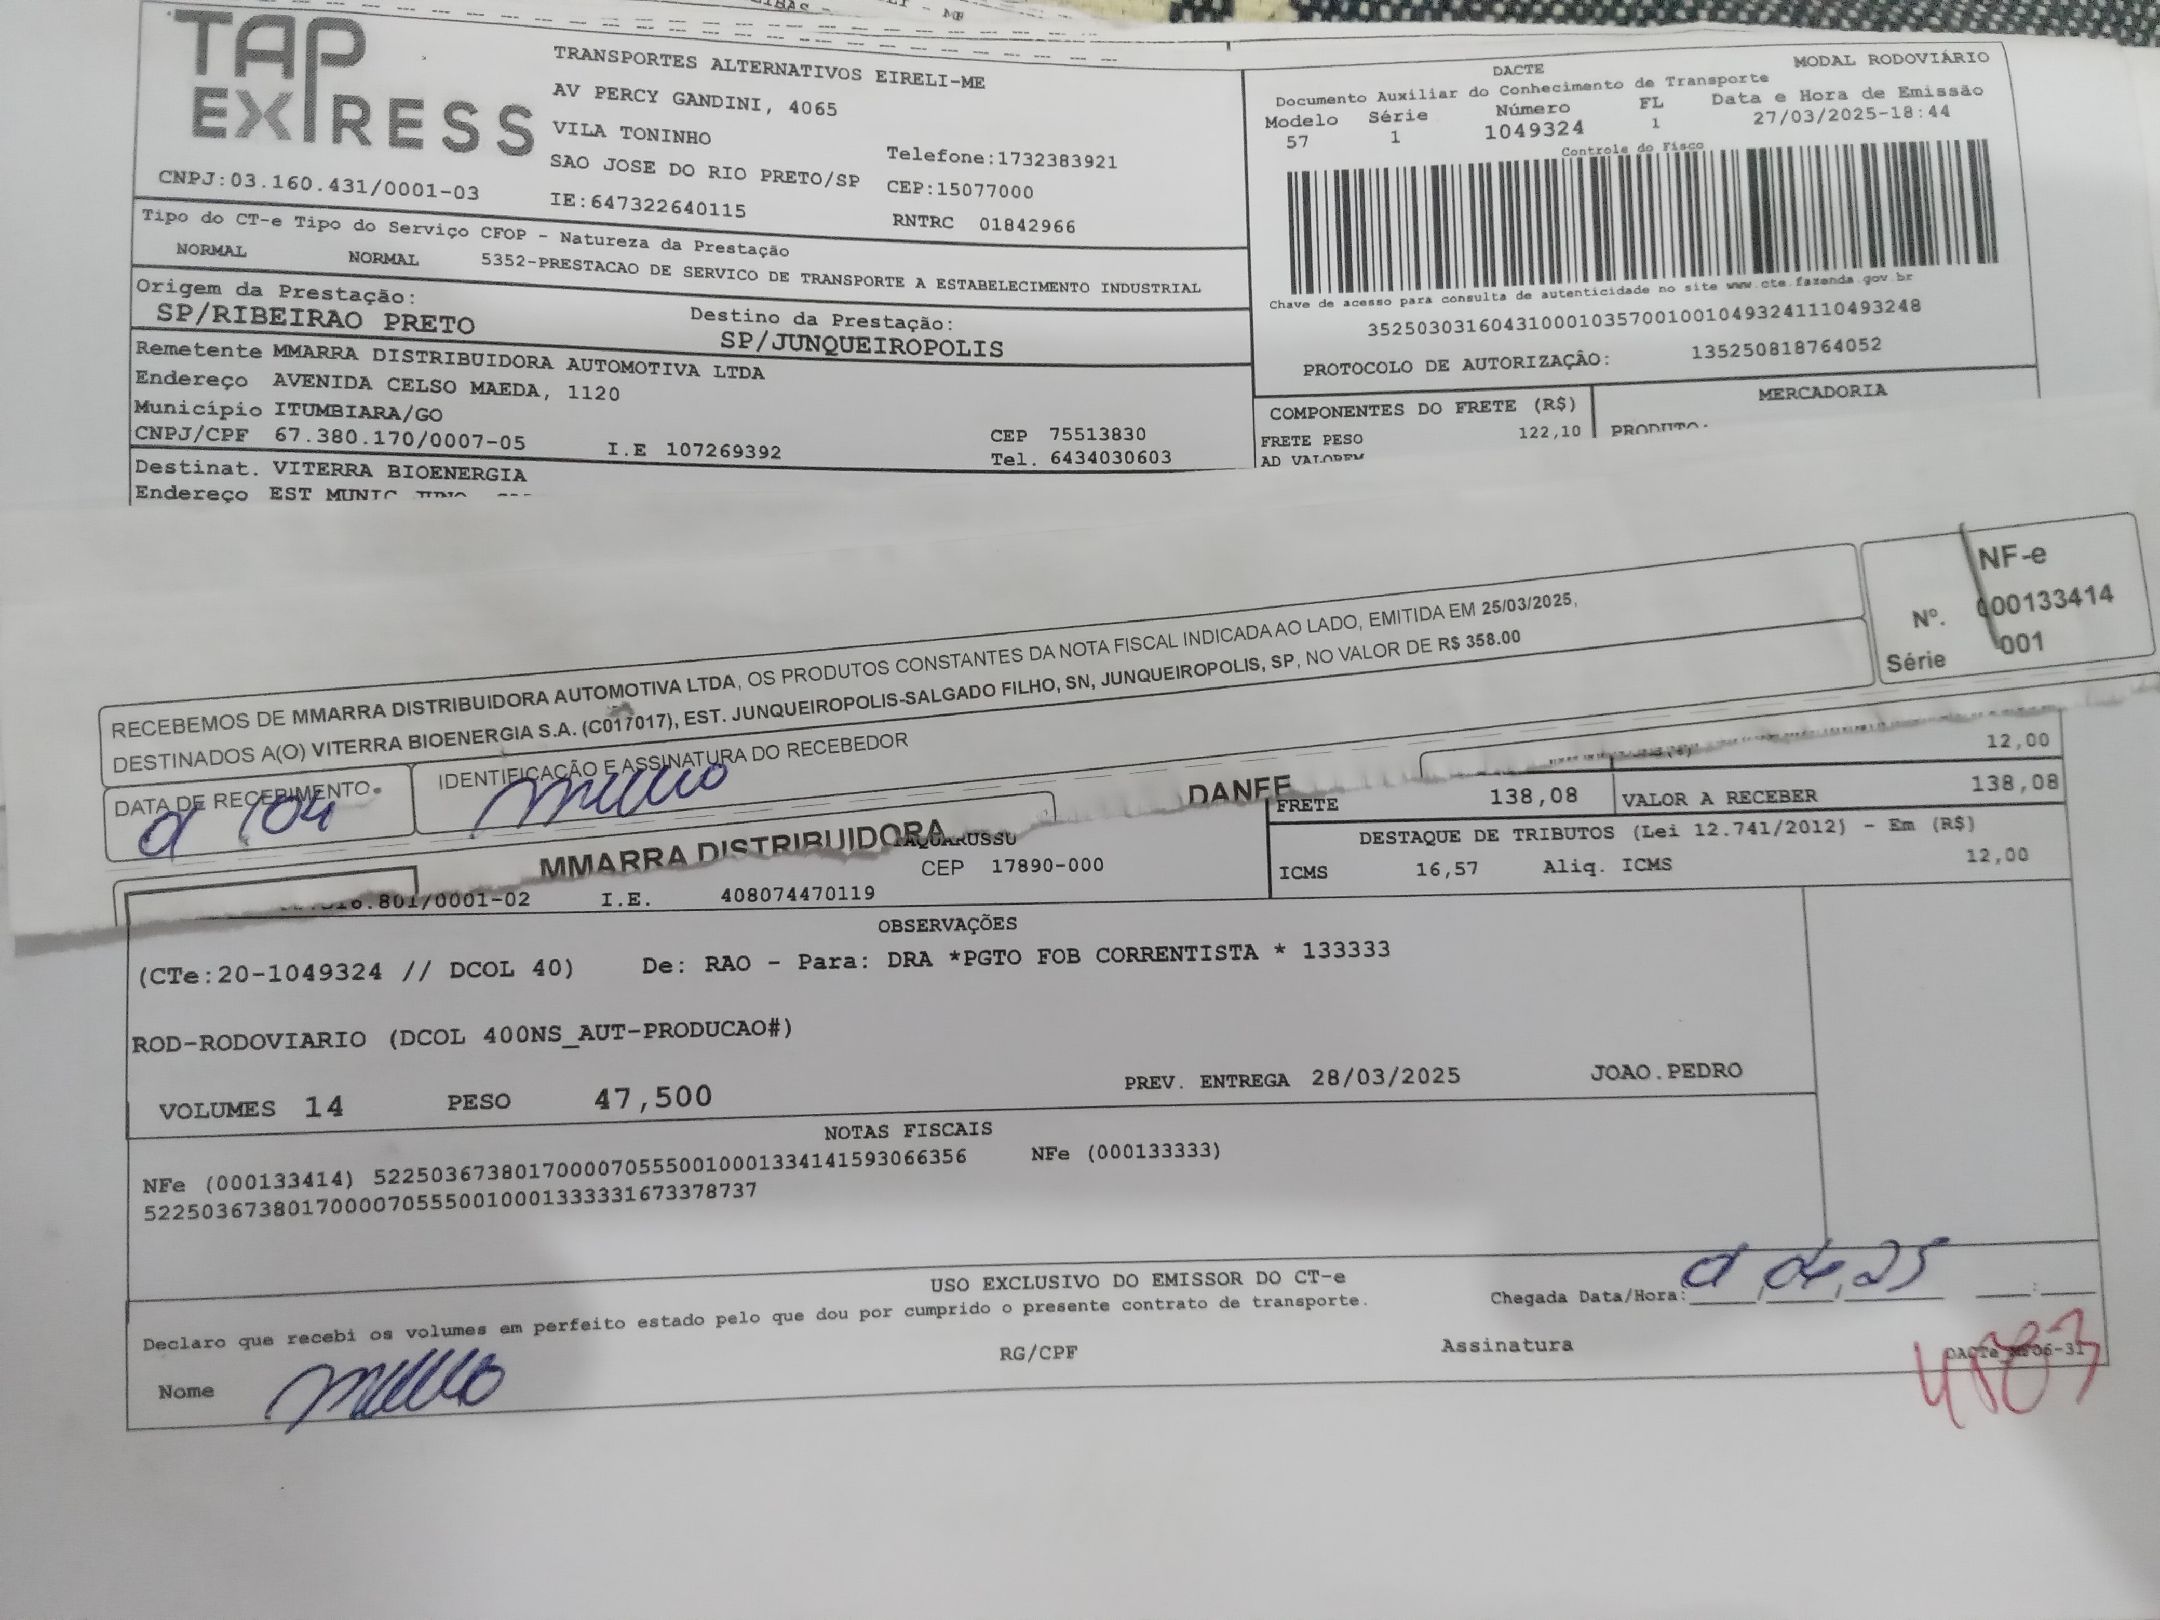 TAP
EXPRESS
TRANSPORTES ALTERNATIVOS EIRELI-ME
AV PERCY GANDINI, 4065
VILA TONINHO
SAO JOSE DO RIO PRETO/SP
Telefone:1732383921
CEP:15077000
CNPJ:03.160.431/0001-03
IE:647322640115
RNTRC 01842966
DACTE
MODAL RODOVIÁRIO
Documento Auxiliar do Conhecimento de Transporte
Modelo Série Número FL Data e Hora de Emissão
57 1 1049324 1 27/03/2025-18:44
Controle do Fisco
Chave de acesso para consulta de autenticidade no site www.cte.fazenda.gov.br
35250303160431000103570010010493241110493248
PROTOCOLO DE AUTORIZAÇÃO: 135250818764052
Tipo do CT-e Tipo do Serviço CFOP - Natureza da Prestação
NORMAL NORMAL 5352-PRESTACAO DE SERVICO DE TRANSPORTE A ESTABELECIMENTO INDUSTRIAL
Origem da Prestação: Destino da Prestação:
SP/RIBEIRAO PRETO SP/JUNQUEIROPOLIS
Remetente MMARRA DISTRIBUIDORA AUTOMOTIVA LTDA
Endereço AVENIDA CELSO MAEDA, 1120
Município ITUMBIARA/GO CEP 75513830
CNPJ/CPF 67.380.170/0007-05 I.E 107269392 Tel. 6434030603
Destinat. VITERRA BIOENERGIA
Endereço EST MUNIC
COMPONENTES DO FRETE (R$) MERCADORIA
FRETE PESO 122,10 PRODUTO:
AD VALOREM
RECEBEMOS DE MMARRA DISTRIBUIDORA AUTOMOTIVA LTDA, OS PRODUTOS CONSTANTES DA NOTA FISCAL INDICADA AO LADO, EMITIDA EM 25/03/2025,
DESTINADOS A(O) VITERRA BIOENERGIA S.A. (C017017), EST. JUNQUEIROPOLIS-SALGADO FILHO, SN, JUNQUEIROPOLIS, SP, NO VALOR DE R$ 358.00
NF-e
Nº. 000133414
Série 001
DATA DE RECEBIMENTO
IDENTIFICAÇÃO E ASSINATURA DO RECEBEDOR
MMARRA DISTRIBUIDORA
DANFE
12,00
FRETE 138,08 VALOR A RECEBER 138,08
DESTAQUE DE TRIBUTOS (Lei 12.741/2012) - Em (R$)
ICMS 16,57 Aliq. ICMS 12,00
CEP 17890-000
.801/0001-02 I.E. 408074470119
OBSERVAÇÕES
(CTe:20-1049324 // DCOL 40) De: RAO - Para: DRA *PGTO FOB CORRENTISTA * 133333
ROD-RODOVIARIO (DCOL 400NS_AUT-PRODUCAO#)
VOLUMES 14 PESO 47,500 PREV. ENTREGA 28/03/2025 JOAO.PEDRO
NOTAS FISCAIS
NFe (000133414) 52250367380170000705550010001334141593066356 NFe (000133333)
52250367380170000705550010001333331673378737
USO EXCLUSIVO DO EMISSOR DO CT-e
Declaro que recebi os volumes em perfeito estado pelo que dou por cumprido o presente contrato de transporte.
Chegada Data/Hora:
Nome RG/CPF Assinatura